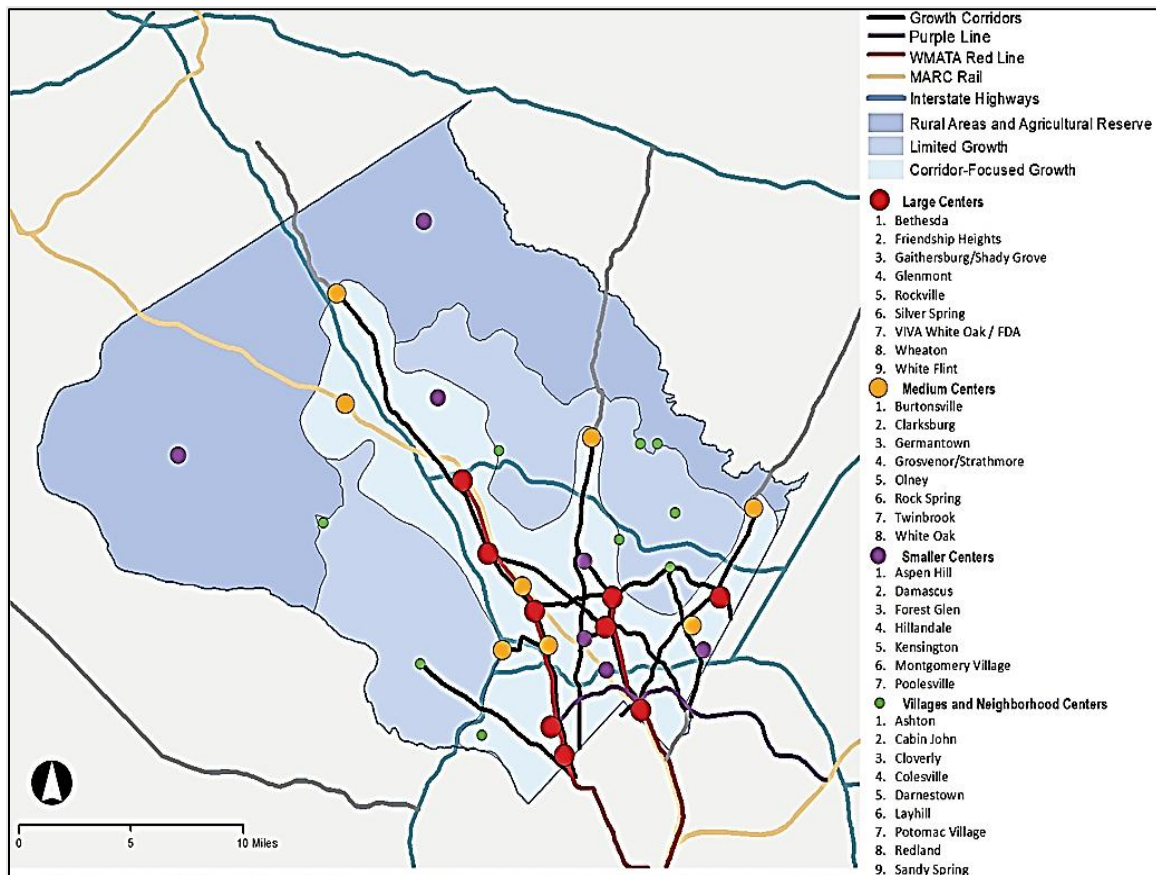 Growth Corridors
Purple Line
WMATA Red Line
MARC Rail
Interstate Highways
Rural Areas and Agricultural Reserve
Limited Growth
Corridor-Focused Growth
Large Centers
1. Bethesda
2. Friendship Heights
3. Gaithersburg/Shady Grove
4. Glenmont
5. Rockville
6. Silver Spring
7. VIVA White Oak / FDA
8. Wheaton
9. White Flint
Medium Centers
1. Burtonsville
2. Clarksburg
3. Germantown
4. Grosvenor/Strathmore
5. Olney
6. Rock Spring
7. Twinbrook
8. White Oak
Smaller Centers
1. Aspen Hill
2. Damascus
3. Forest Glen
4. Hillandale
5. Kensington
6. Montgomery Village
7. Poolesville
Villages and Neighborhood Centers
1. Ashton
2. Cabin John
3. Cloverly
4. Colesville
5. Darnestown
6. Layhill
7. Potomac Village
8. Redland
9. Sandy Spring
0 5 10 Miles